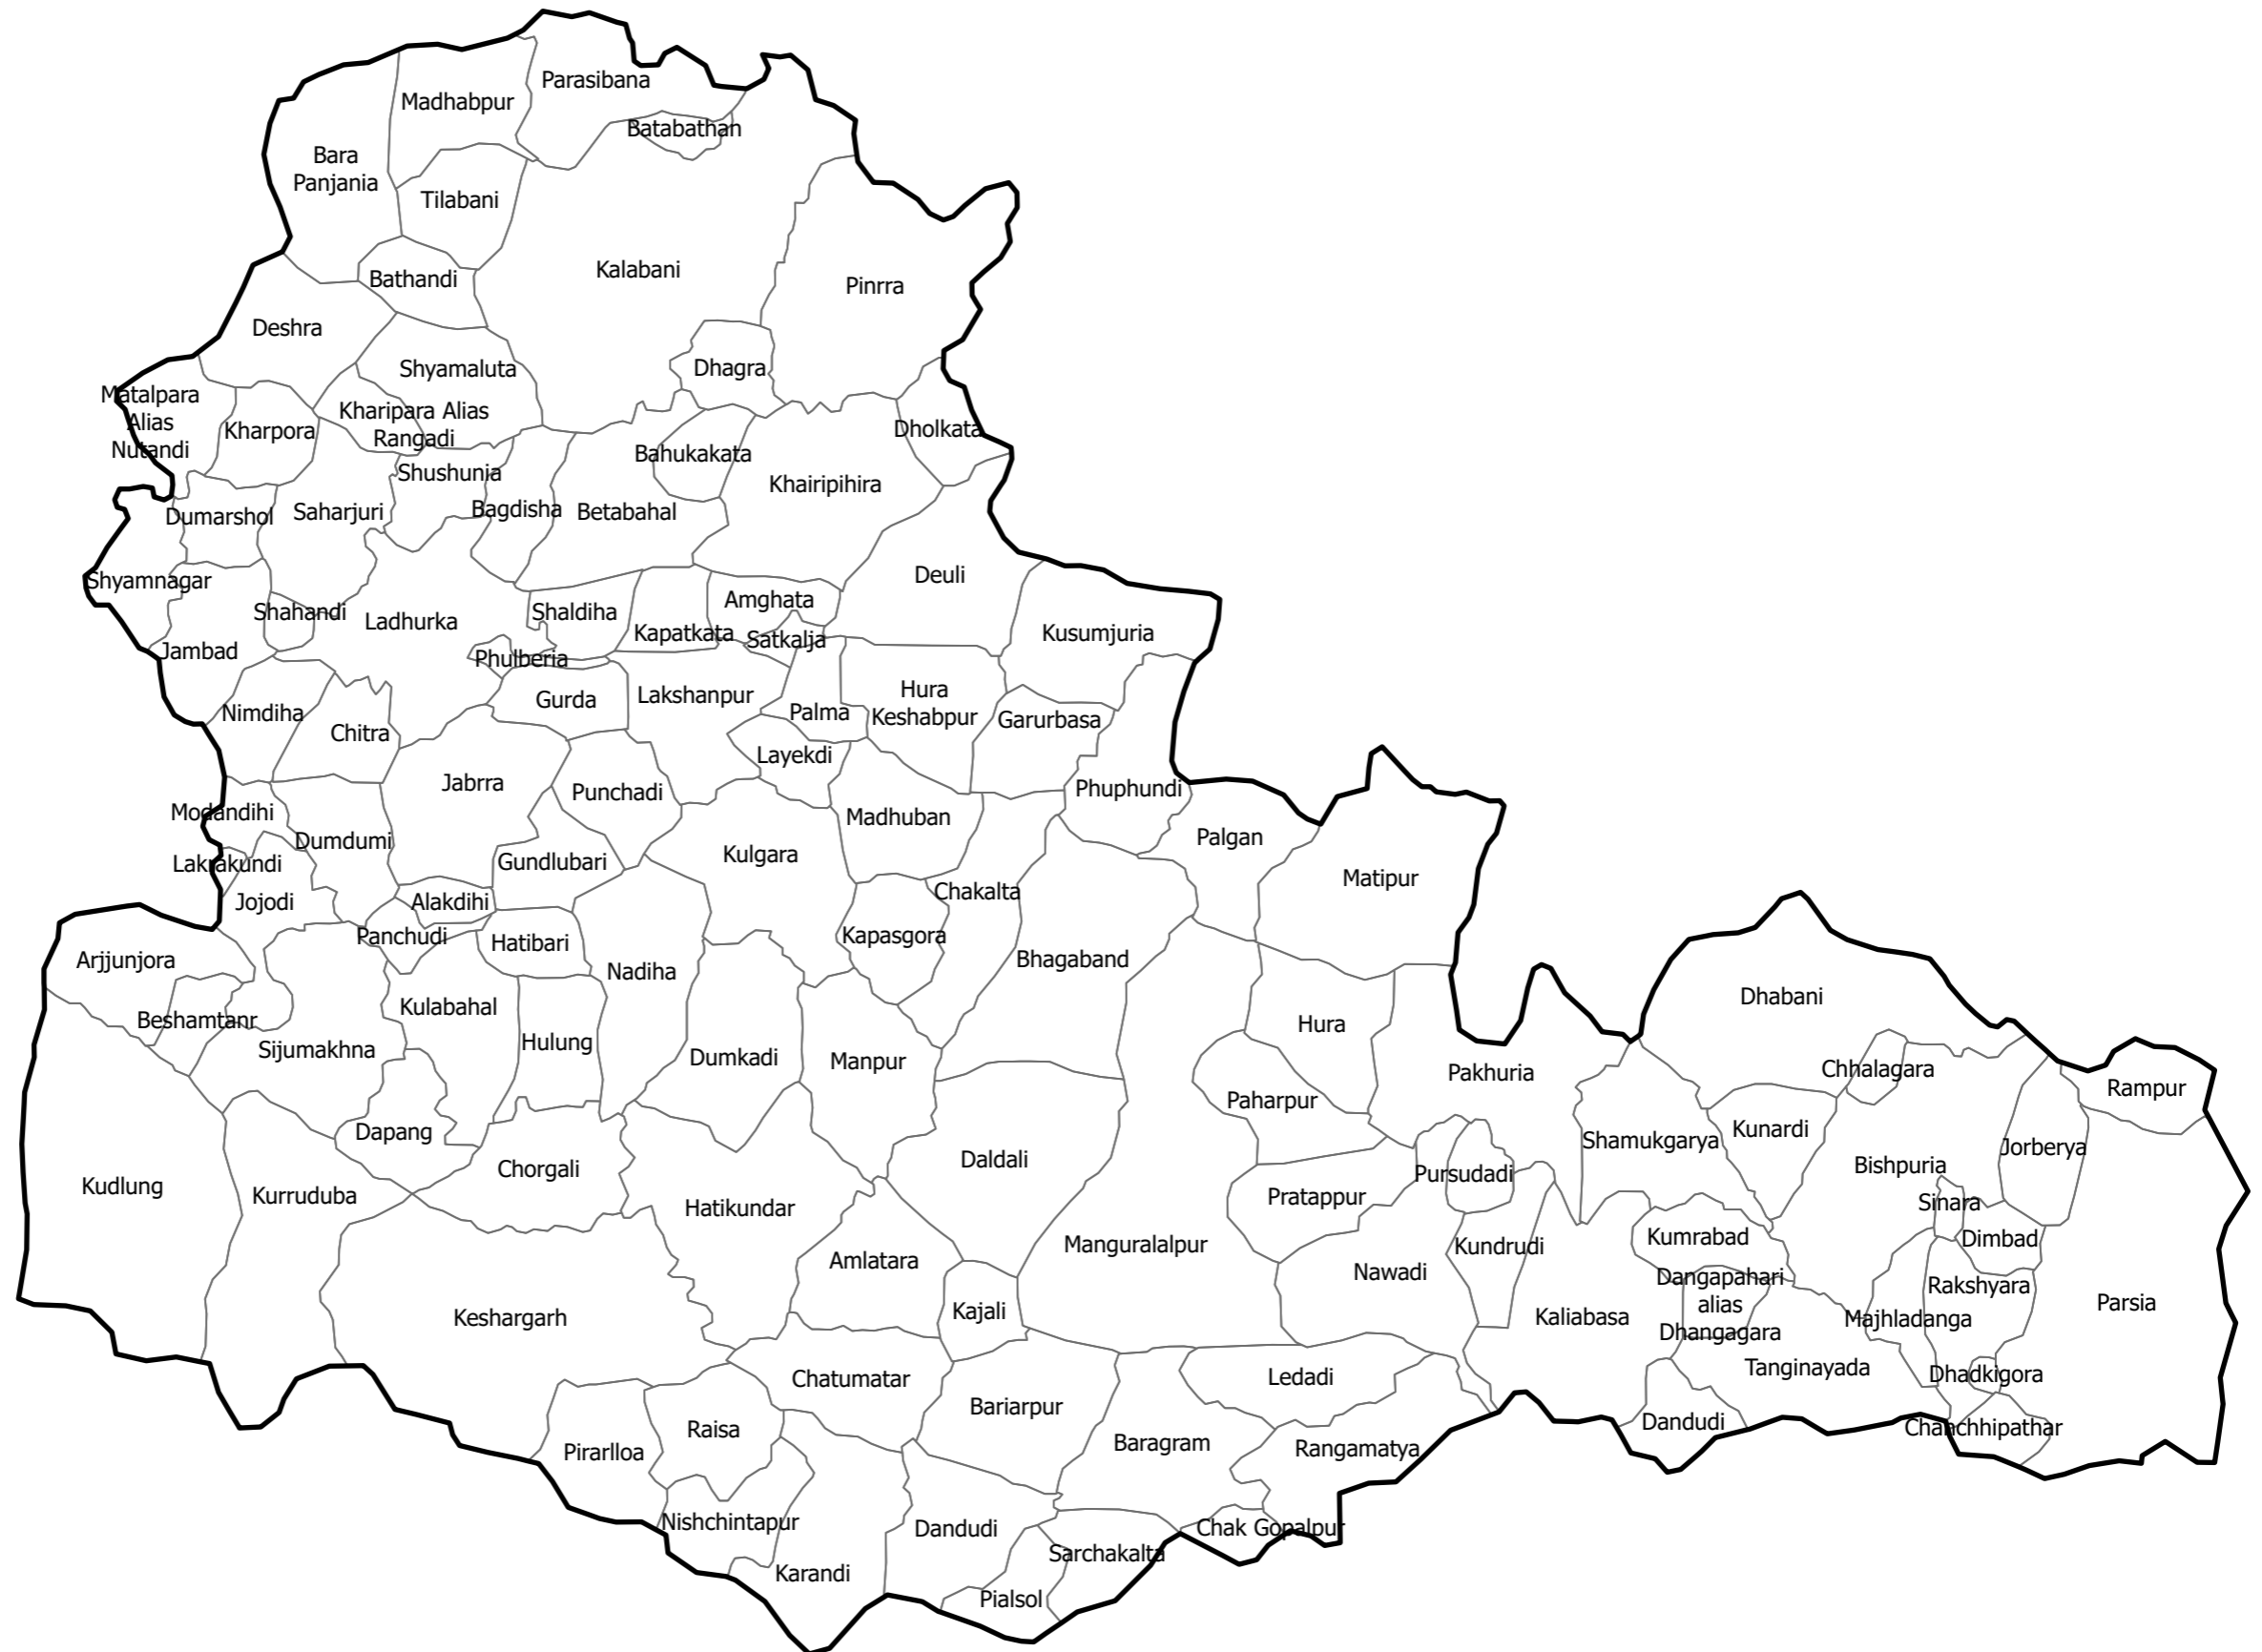 Parasibana
Madhabpur
Batabathan
Bara
Panjania
Tilabani
Kalabani
Bathandi
Pinrra
Deshra
Shyamaluta
Dhagra
Matalpara
Alias
Nutandi
Kharipara Alias
Rangadi
Kharpora
Dholkata
Bahukakata
Shushunia
Khairipihira
Bagdisha
Betabahal
Saharjuri
Dumarshol
Deuli
Shyamnagar
Amghata
Shaldiha
Shahandi
Ladhurka
Kapatkata
Satkalja
Kusumjuria
Jambad
Phulberia
Gurda
Lakshanpur
Hura
Keshabpur
Palma
Garurbasa
Nimdiha
Chitra
Layekdi
Jabrra
Punchadi
Phuphundi
Modandihi
Madhuban
Dumdumi
Palgan
Kulgara
Lakrakundi
Gundlubari
Matipur
Chakalta
Jojodi
Alakdihi
Panchudi
Hatibari
Kapasgora
Arjjunjora
Nadiha
Bhagaband
Dhabani
Kulabahal
Beshamtanr
Hura
Hulung
Sijumakhna
Dumkadi
Manpur
Pakhuria
Chhalagara
Rampur
Paharpur
Dapang
Kunardi
Shamukgarya
Jorberya
Daldali
Bishpuria
Chorgali
Pursudadi
Kudlung
Kurruduba
Pratappur
Sinara
Hatikundar
Kumrabad
Dimbad
Manguralalpur
Kundrudi
Amlatara
Nawadi
Dangapahari
alias
Dhangagara
Rakshyara
Parsia
Kajali
Keshargarh
Kaliabasa
Majhladanga
Tanginayada
Dhadkigora
Chatumatar
Ledadi
Bariarpur
Dandudi
Chanchhipathar
Raisa
Baragram
Rangamatya
Pirarlloa
Nishchintapur
Dandudi
Chak Gopalpur
Sarchakalta
Karandi
Pialsol